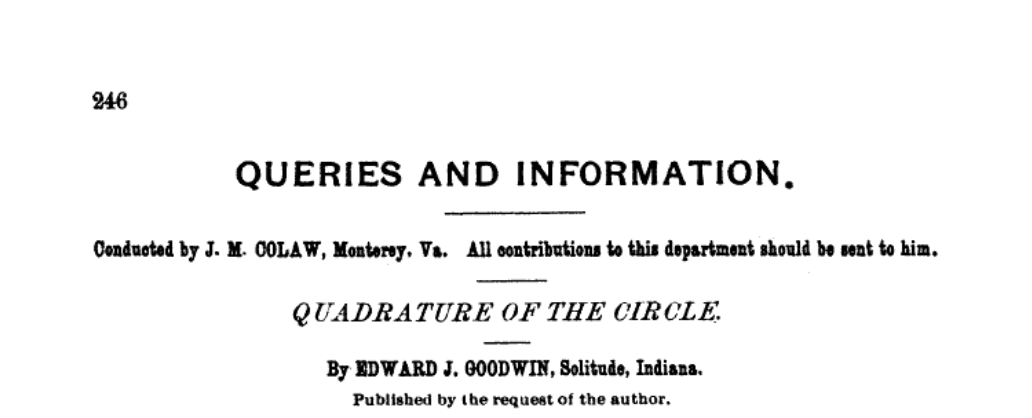 246
QUERIES AND INFORMATION.
Conducted by J. M. COLAW, Monterey, Va. All contributions to this department should be sent to him.
QUADRATURE OF THE CIRCLE.
By EDWARD J. GOODWIN, Solitude, Indiana.
Published by the request of the author.